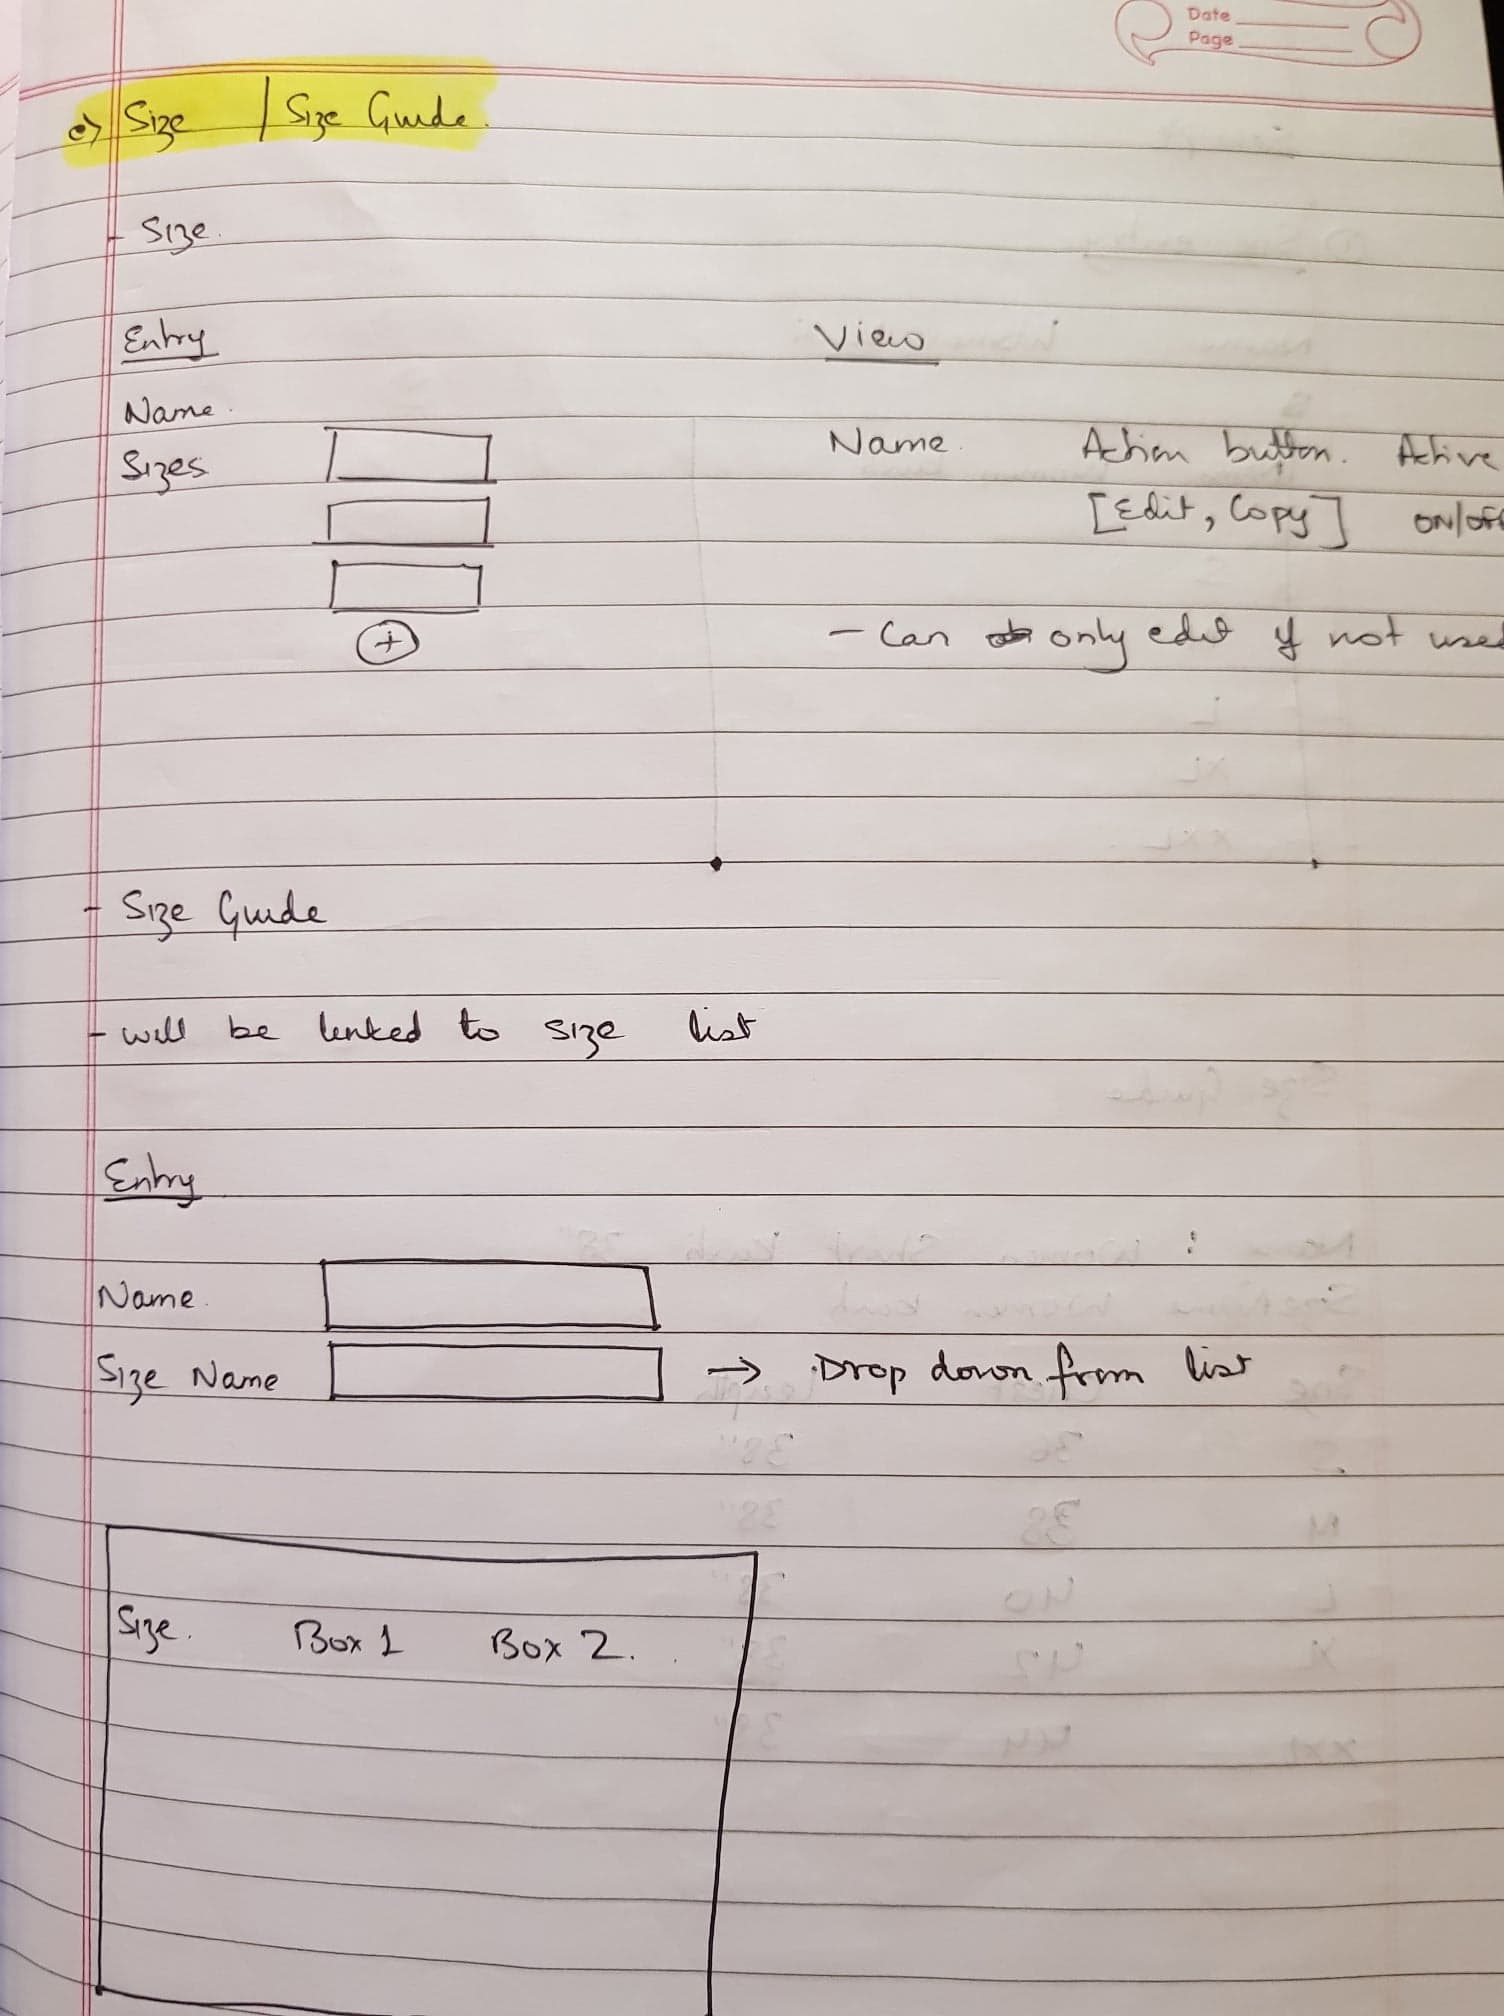 Date
Page
e) Size | Size Guide.
- Size.
Entry
View
Name.
Sizes
Name. Action button. Active
[Edit, Copy] ON/OFF
+
- Can only edit if not used
- Size Guide
- will be linked to size list
Entry
Name.
Size Name → Drop down from list
Size. Box 1 Box 2.